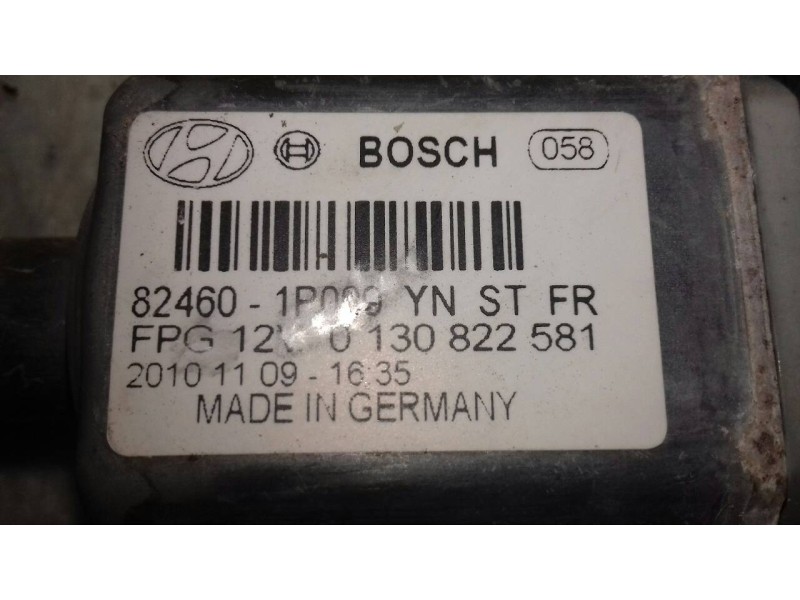 BOSCH 058
82460 - 1P009 YN ST FR
FPG 12V 0 130 822 581
2010 11 09 - 16:35
MADE IN GERMANY